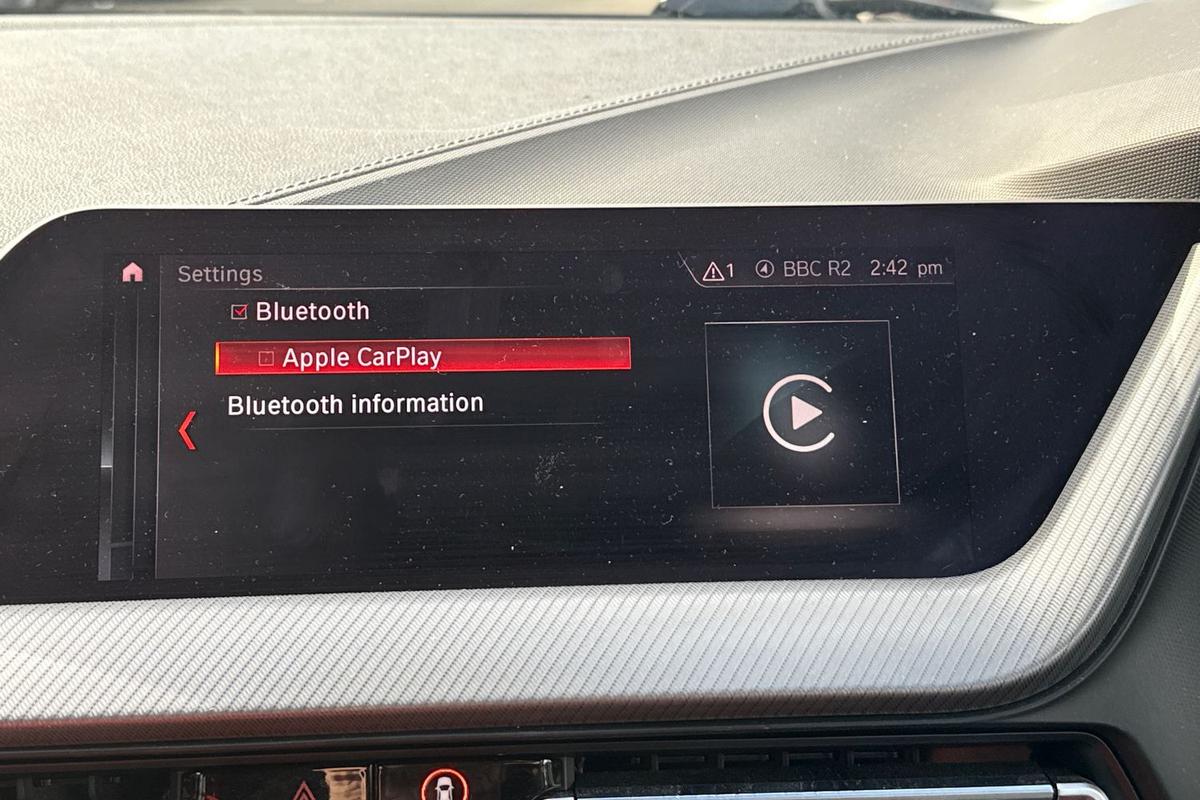 Settings
1 BBC R2 2:42 pm
Bluetooth
Apple CarPlay
Bluetooth information